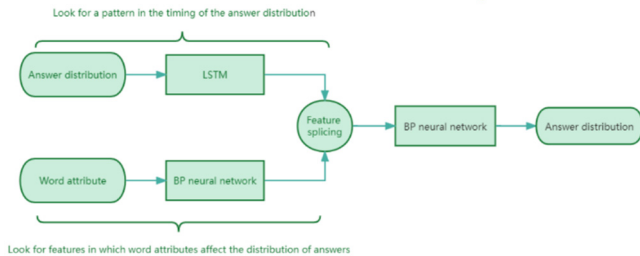 Look for a pattern in the timing of the answer distribution
Answer distribution
LSTM
Feature
splicing
BP neural network
Answer distribution
Word attribute
BP neural network
Look for features in which word attributes affect the distribution of answers